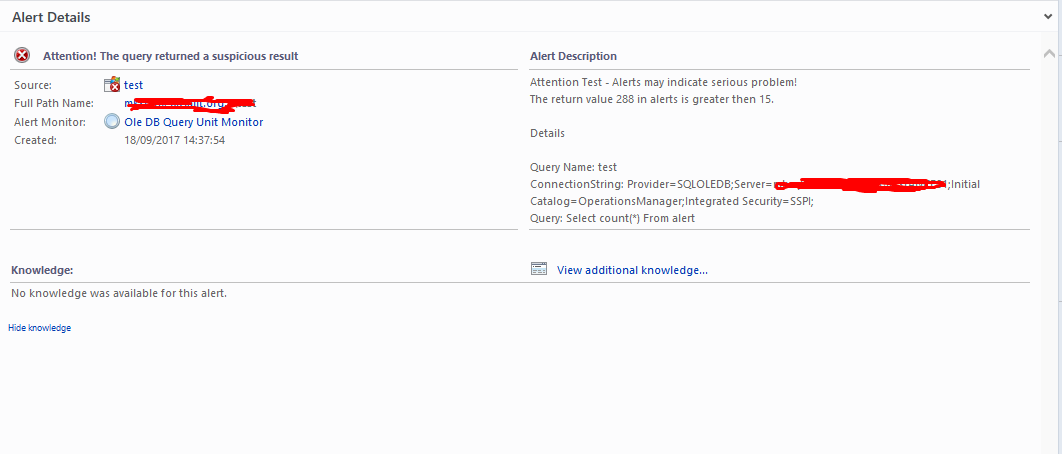 Alert Details
Attention! The query returned a suspicious result
Source: test
Full Path Name:
Alert Monitor: Ole DB Query Unit Monitor
Created: 18/09/2017 14:37:54
Alert Description
Attention Test - Alerts may indicate serious problem!
The return value 288 in alerts is greater then 15.
Details
Query Name: test
ConnectionString: Provider=SQLOLEDB;Server= ;Initial
Catalog=OperationsManager;Integrated Security=SSPI;
Query: Select count(*) From alert
Knowledge:
View additional knowledge...
No knowledge was available for this alert.
Hide knowledge